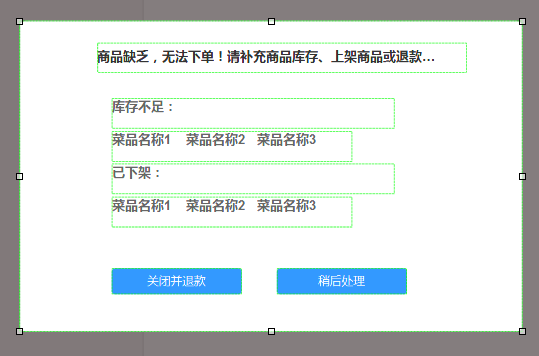 商品缺乏，无法下单！请补充商品库存、上架商品或退款...
库存不足：
菜品名称1 菜品名称2 菜品名称3
已下架：
菜品名称1 菜品名称2 菜品名称3
关闭并退款 稍后处理